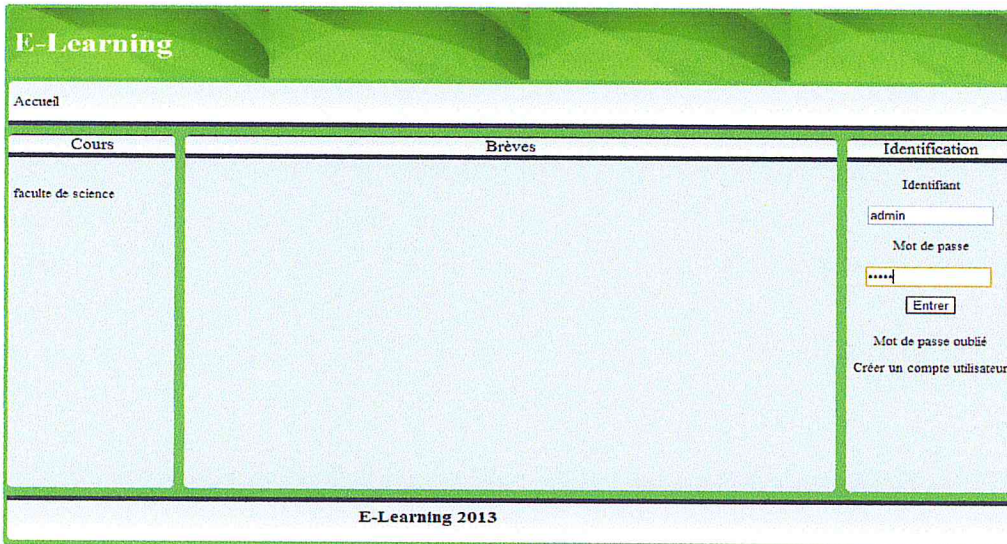 E-Learning
Accueil
Cours
Brèves
Identification
faculte de science
Identifiant
admin
Mot de passe
•••••
Entrer
Mot de passe oublié
Créer un compte utilisateur
E-Learning 2013